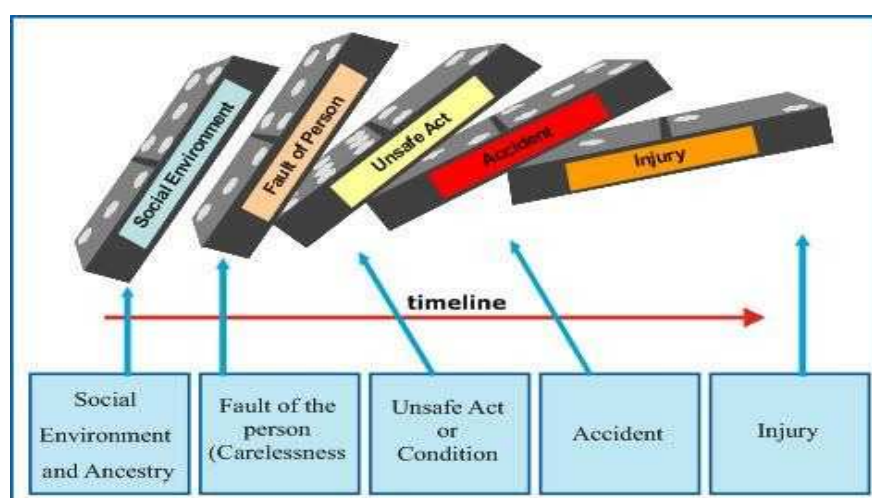 Social Environment
Fault of Person
Unsafe Act
Accident
Injury
timeline
Social
Environment
and Ancestry
Fault of the
person
(Carelessness
Unsafe Act
or
Condition
Accident
Injury